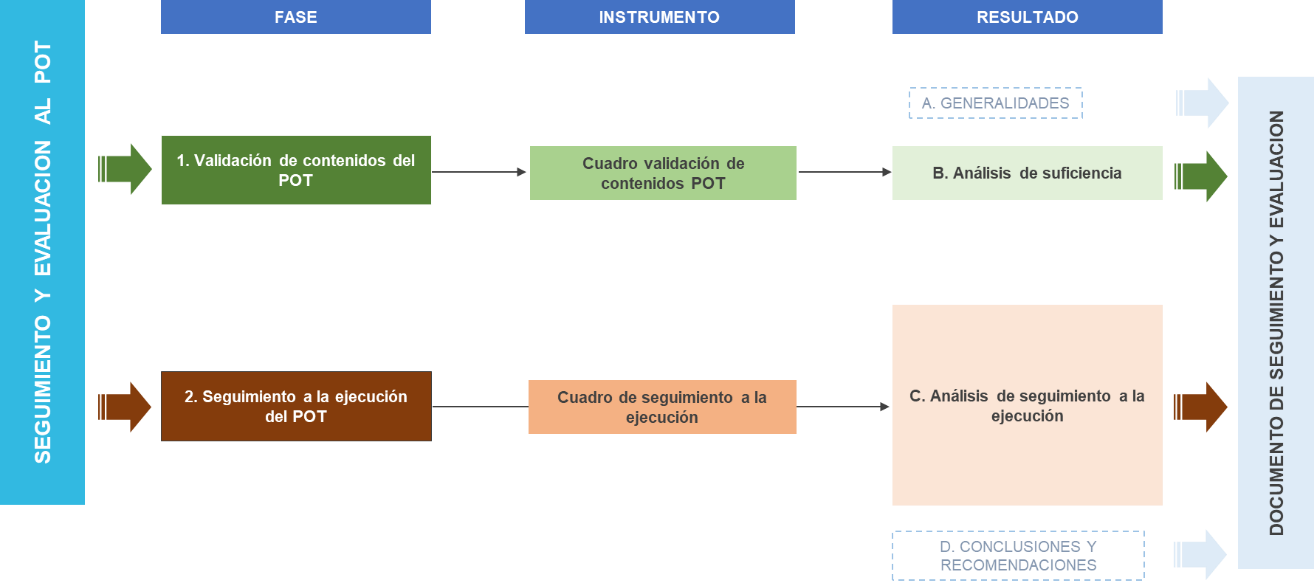 SEGUIMIENTO Y EVALUACION AL POT
FASE
INSTRUMENTO
RESULTADO
A. GENERALIDADES
1. Validación de contenidos del
POT
Cuadro validación de
contenidos POT
B. Análisis de suficiencia
2. Seguimiento a la ejecución
del POT
Cuadro de seguimiento a la
ejecución
C. Análisis de seguimiento a la
ejecución
D. CONCLUSIONES Y
RECOMENDACIONES
DOCUMENTO DE SEGUIMIENTO Y EVALUACION